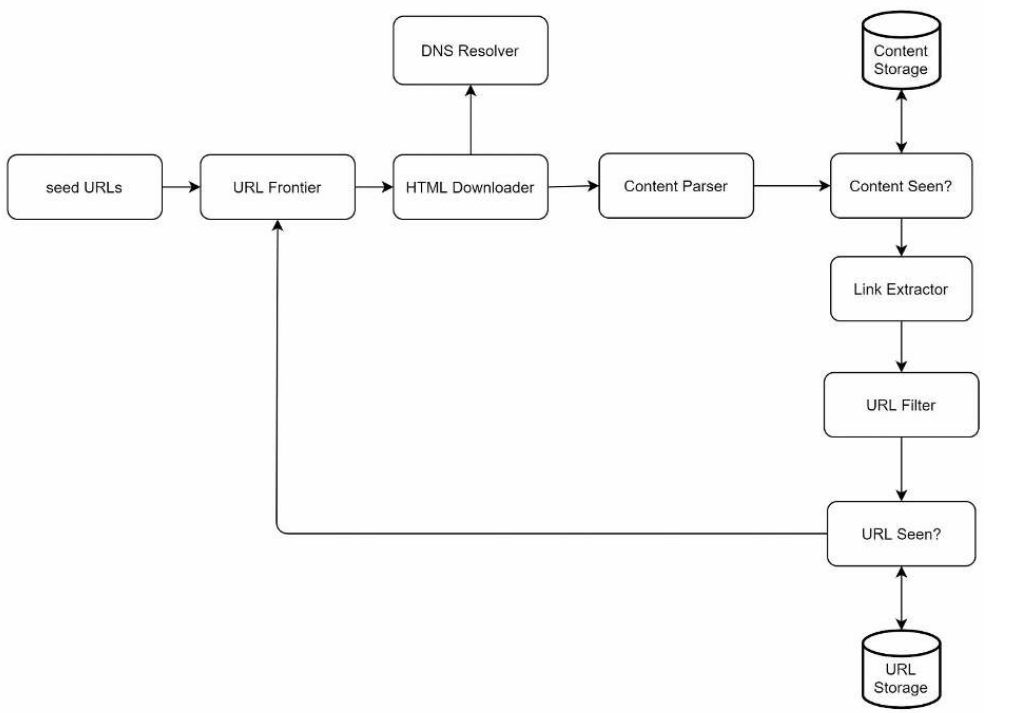 DNS Resolver
Content
Storage
seed URLs
URL Frontier
HTML Downloader
Content Parser
Content Seen?
Link Extractor
URL Filter
URL Seen?
URL
Storage